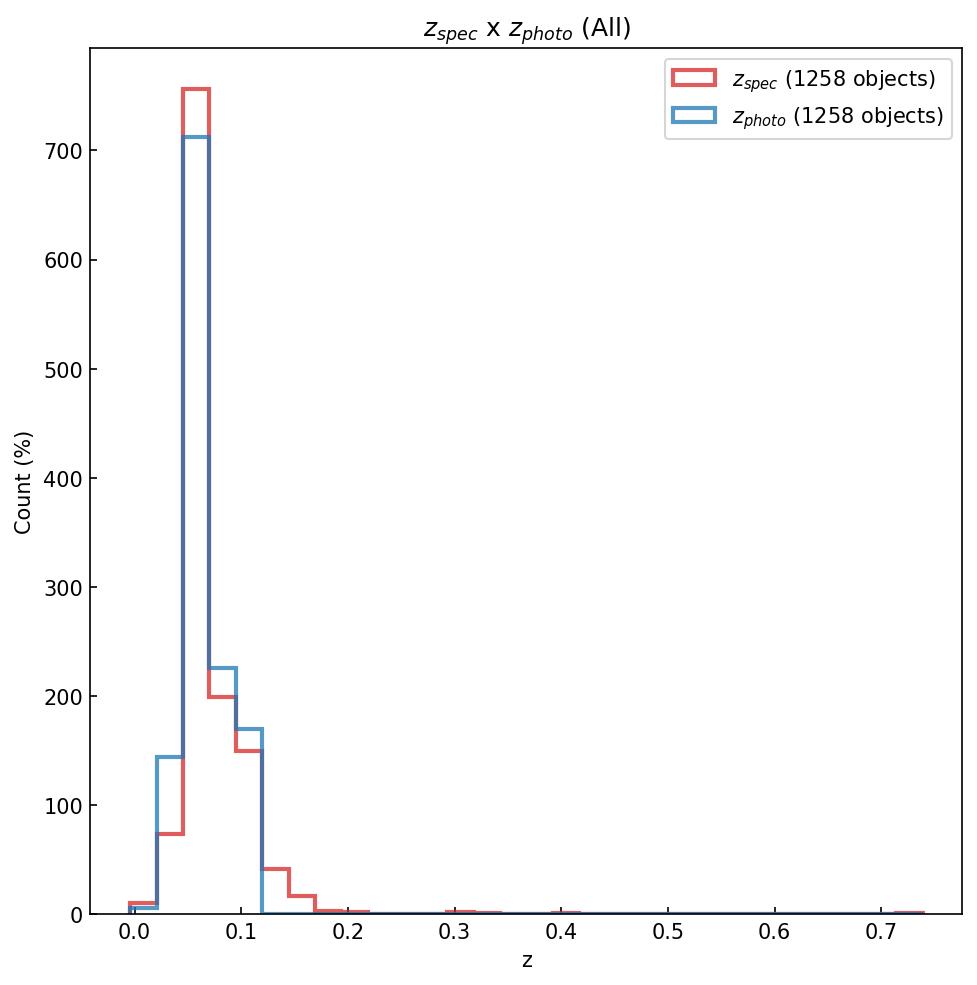 z_spec x z_photo (All)
z_spec (1258 objects)
z_photo (1258 objects)
Count (%)
700
600
500
400
300
200
100
0
0.0 0.1 0.2 0.3 0.4 0.5 0.6 0.7
z